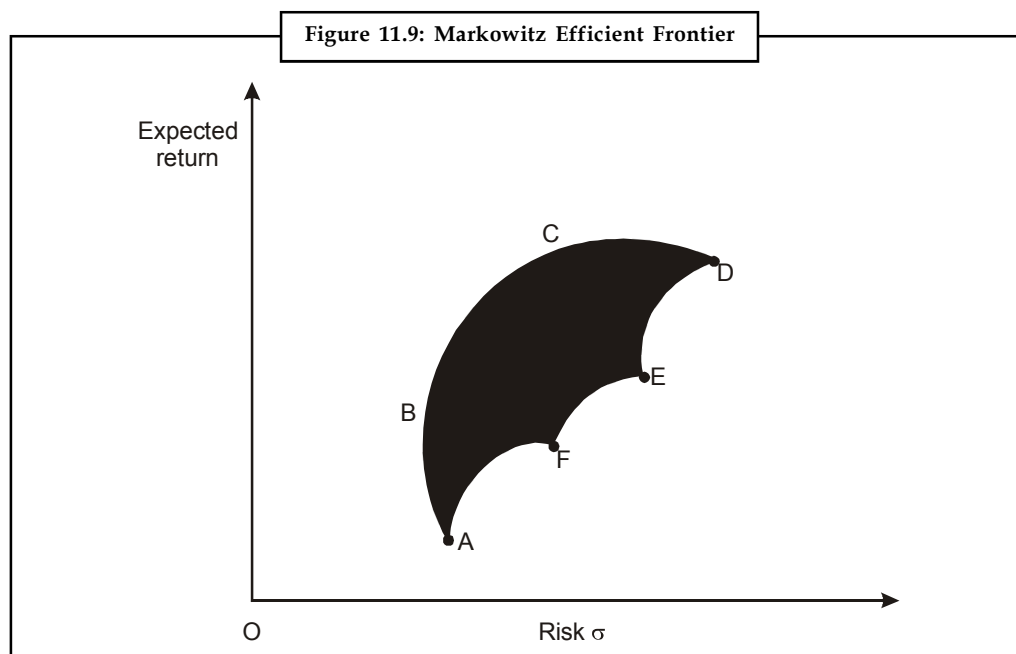 Figure 11.9: Markowitz Efficient Frontier
Expected
return
C
D
E
B
F
A
O
Risk σ